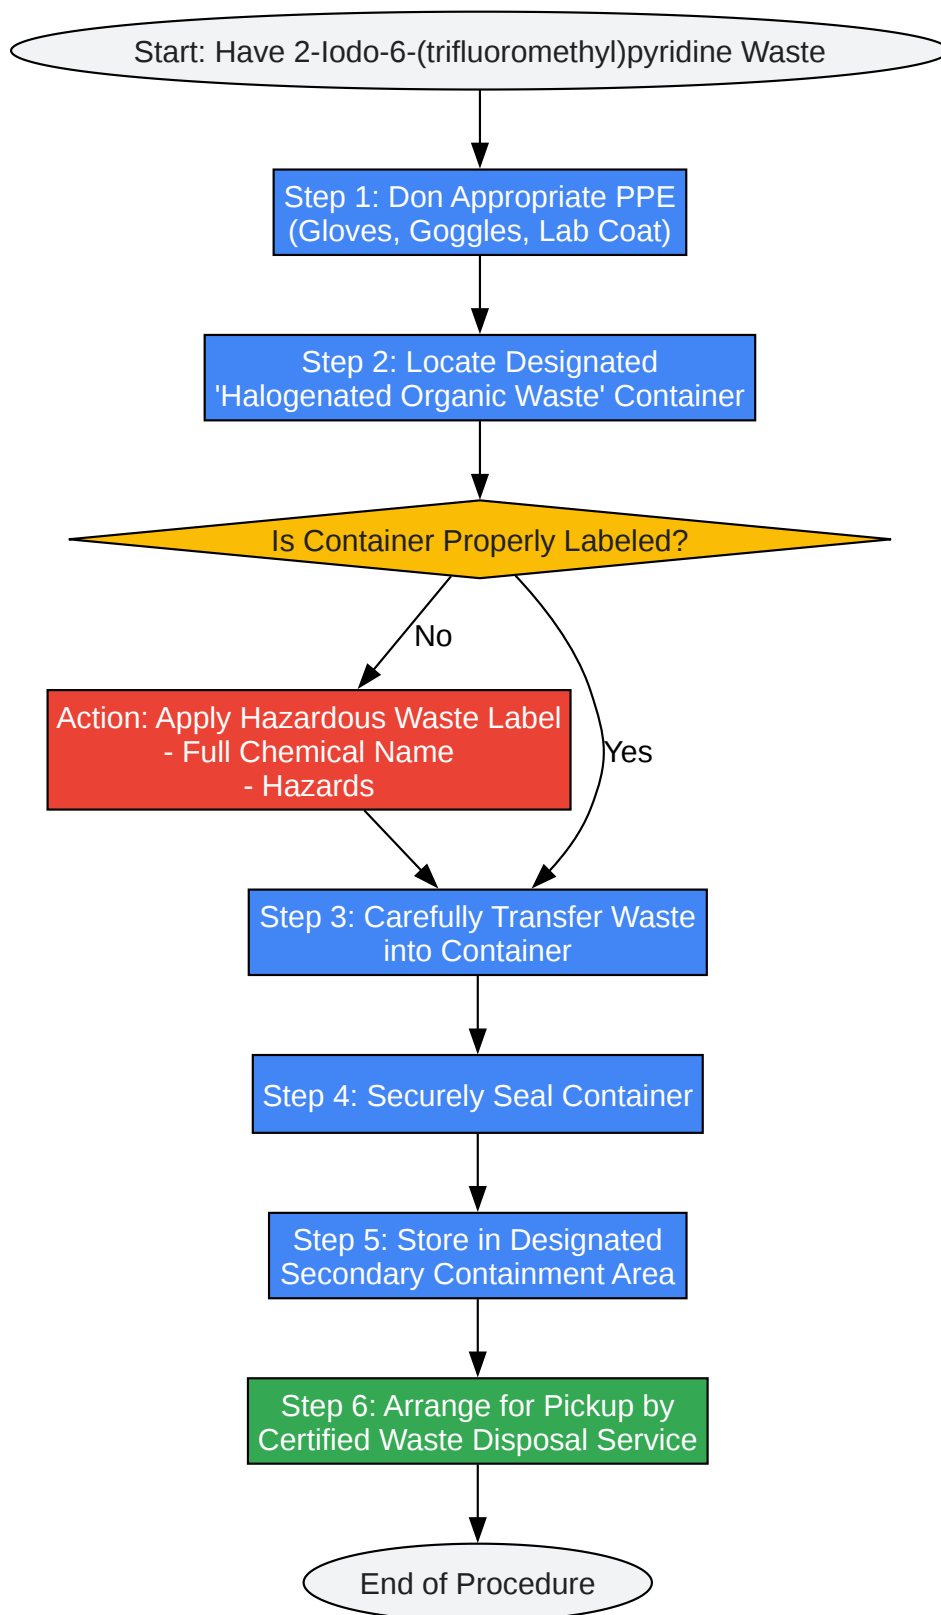 Start: Have 2-Iodo-6-(trifluoromethyl)pyridine Waste
Step 1: Don Appropriate PPE
(Gloves, Goggles, Lab Coat)
Step 2: Locate Designated
'Halogenated Organic Waste' Container
Is Container Properly Labeled?
No
Action: Apply Hazardous Waste Label
- Full Chemical Name
- Hazards
Yes
Step 3: Carefully Transfer Waste
into Container
Step 4: Securely Seal Container
Step 5: Store in Designated
Secondary Containment Area
Step 6: Arrange for Pickup by
Certified Waste Disposal Service
End of Procedure